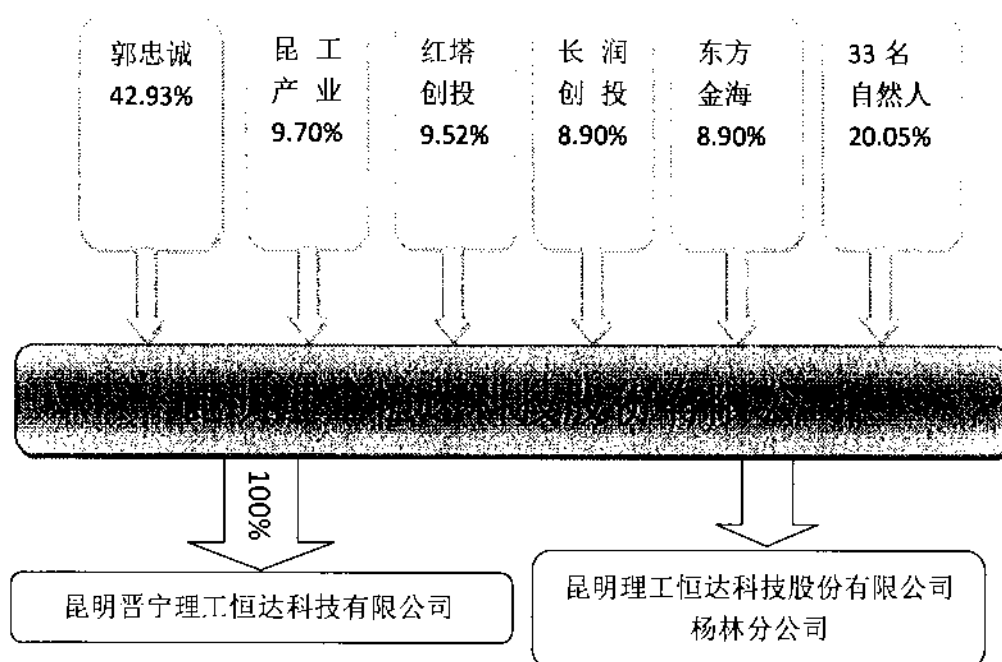 郭忠诚
42.93%
昆工
产业
9.70%
红塔
创投
9.52%
长润
创投
8.90%
东方
金海
8.90%
33 名
自然人
20.05%
100%
昆明晋宁理工恒达科技有限公司
昆明理工恒达科技股份有限公司
杨林分公司